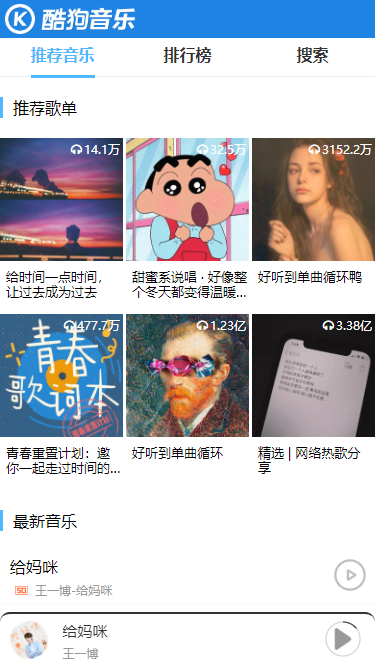 酷狗音乐
推荐音乐
排行榜
搜索
推荐歌单
14.1万
32.5万
3152.2万
给时间一点时间，
让过去成为过去
甜蜜系说唱 · 好像整
个冬天都变得温暖...
好听到单曲循环鸭
477.7万
1.23亿
3.38亿
青春
歌词本
青春重置计划
青春重置计划：邀
你一起走过时间的...
好听到单曲循环
精选 | 网络热歌分
享
最新音乐
给妈咪
SQ 王一博-给妈咪
给妈咪
王一博